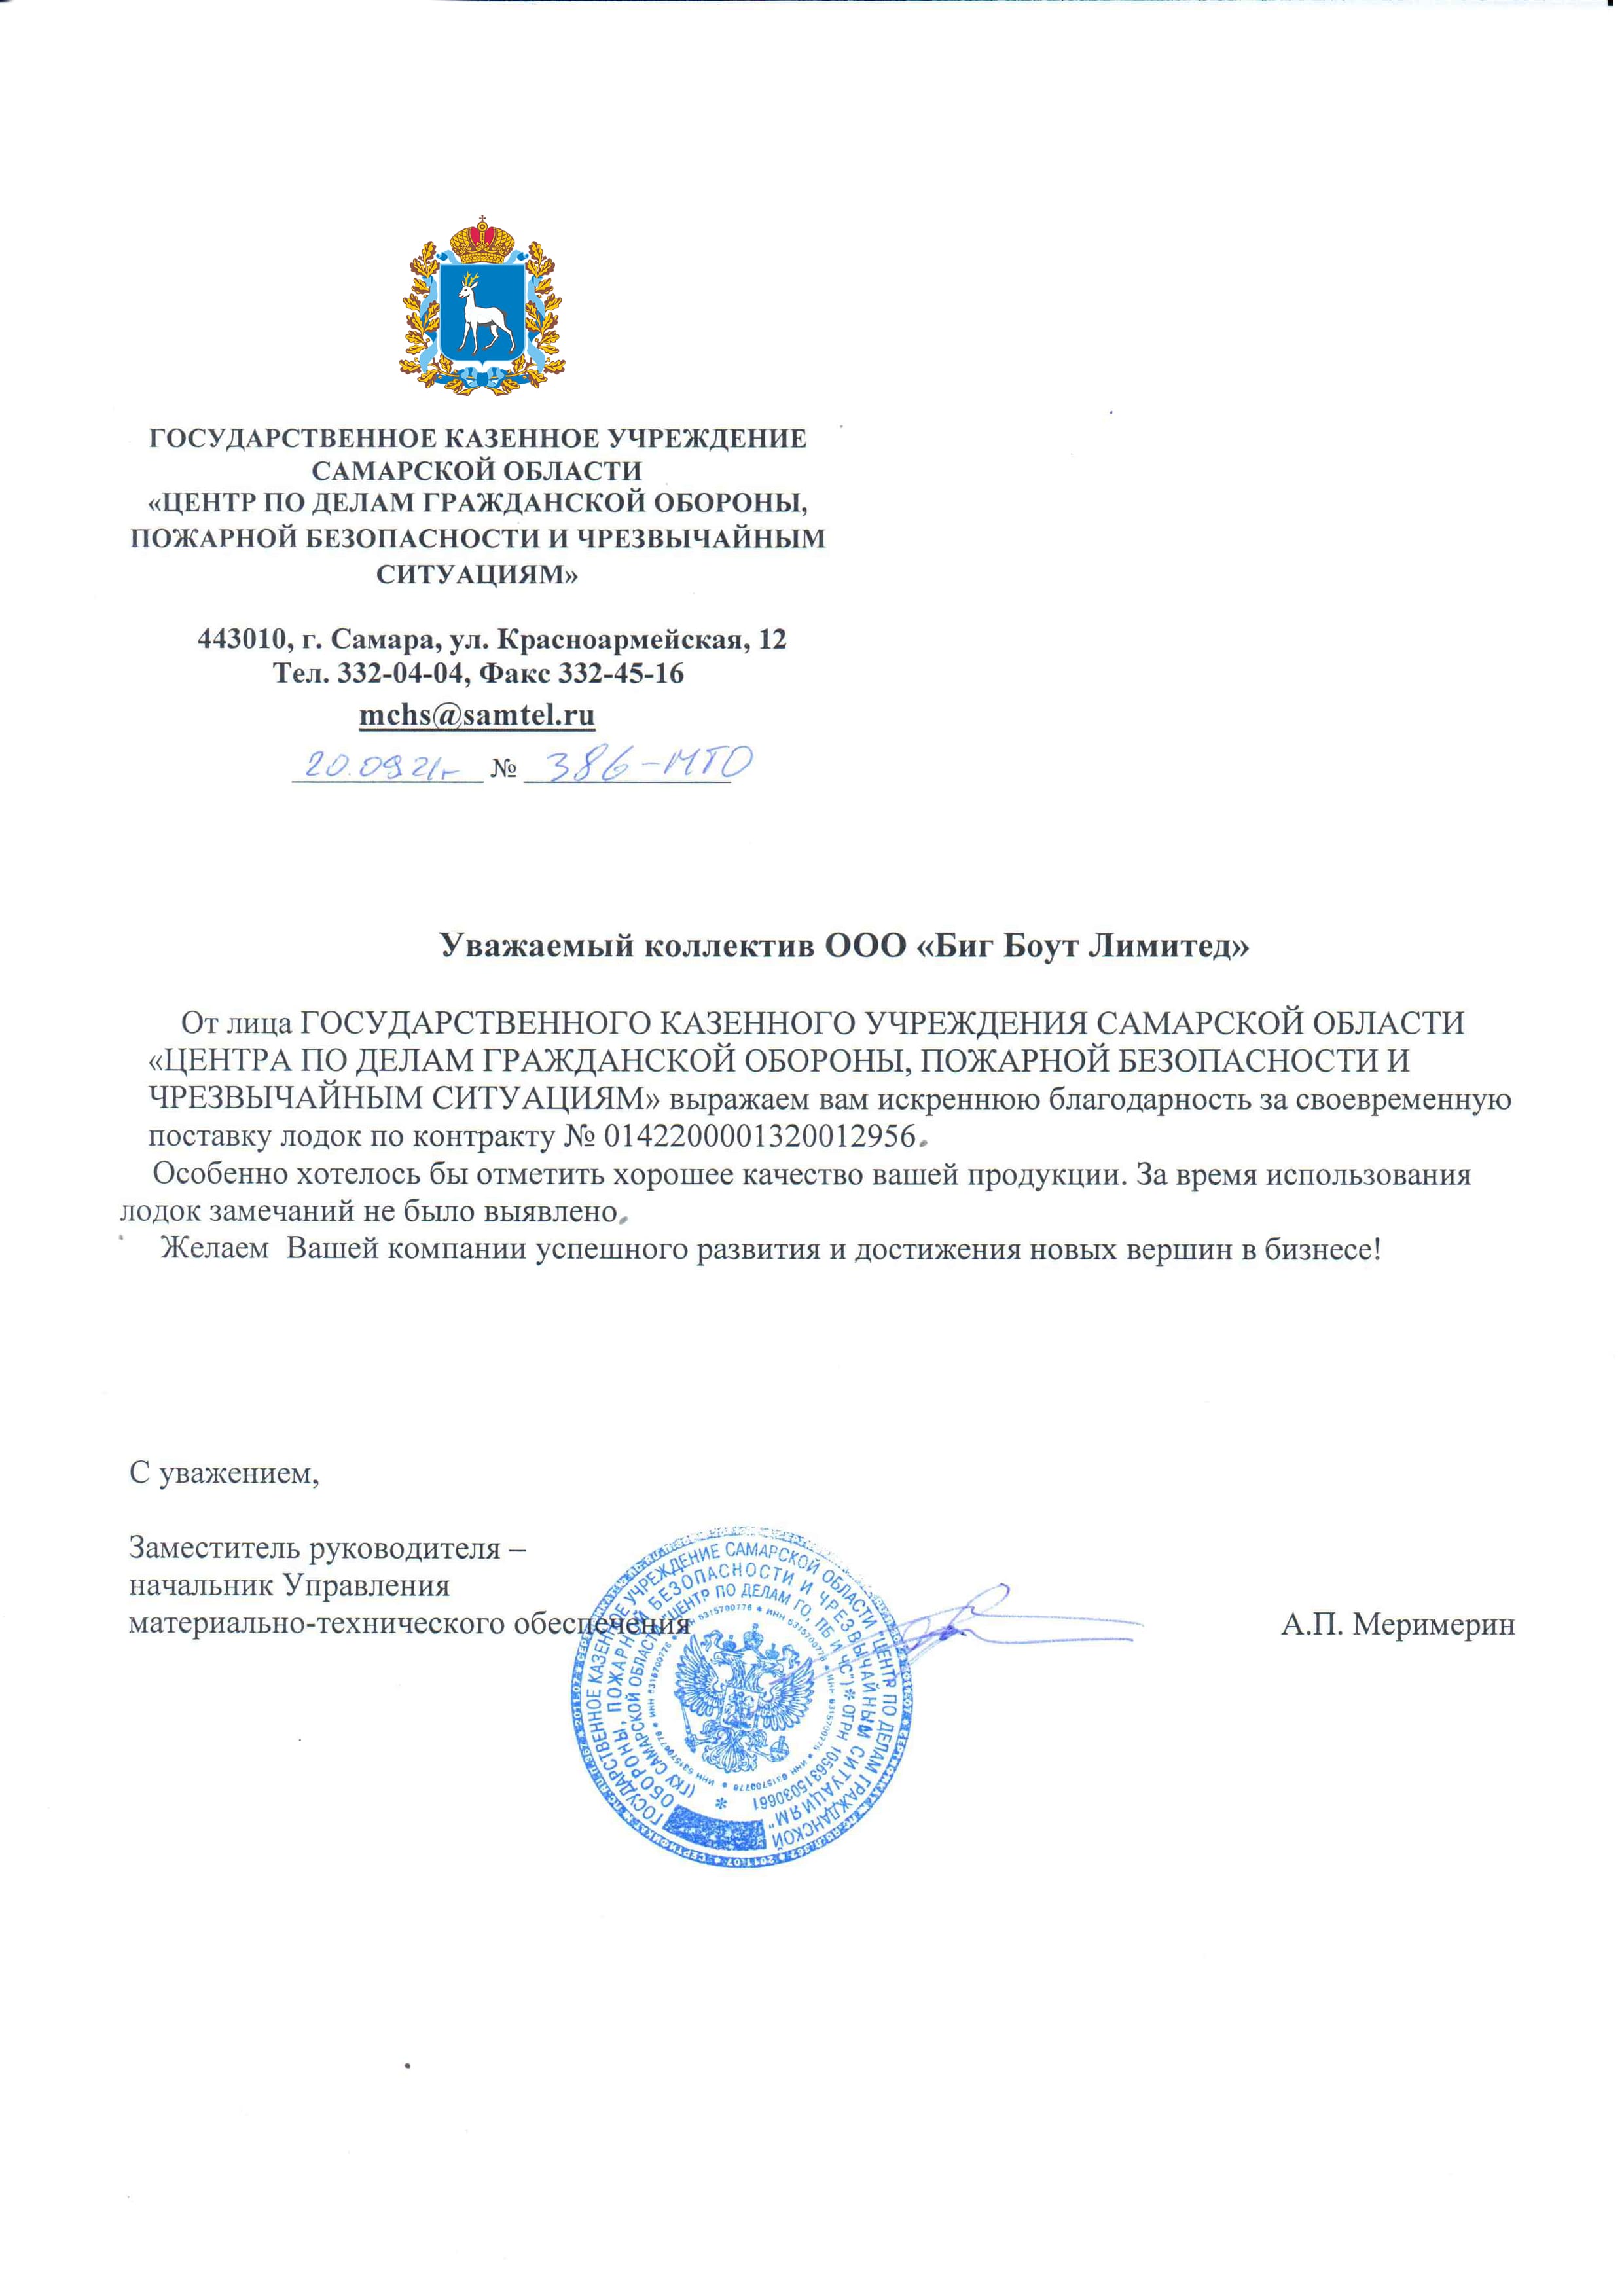 ГОСУДАРСТВЕННОЕ КАЗЕННОЕ УЧРЕЖДЕНИЕ
САМАРСКОЙ ОБЛАСТИ
«ЦЕНТР ПО ДЕЛАМ ГРАЖДАНСКОЙ ОБОРОНЫ,
ПОЖАРНОЙ БЕЗОПАСНОСТИ И ЧРЕЗВЫЧАЙНЫМ
СИТУАЦИЯМ»
443010, г. Самара, ул. Красноармейская, 12
Тел. 332-04-04, Факс 332-45-16
mchs@samtel.ru
20.09.21г № 386-МТО
Уважаемый коллектив ООО «Биг Боут Лимитед»
От лица ГОСУДАРСТВЕННОГО КАЗЕННОГО УЧРЕЖДЕНИЯ САМАРСКОЙ ОБЛАСТИ
«ЦЕНТРА ПО ДЕЛАМ ГРАЖДАНСКОЙ ОБОРОНЫ, ПОЖАРНОЙ БЕЗОПАСНОСТИ И
ЧРЕЗВЫЧАЙНЫМ СИТУАЦИЯМ» выражаем вам искреннюю благодарность за своевременную
поставку лодок по контракту № 0142200001320012956.
Особенно хотелось бы отметить хорошее качество вашей продукции. За время использования
лодок замечаний не было выявлено.
Желаем Вашей компании успешного развития и достижения новых вершин в бизнесе!
С уважением,
Заместитель руководителя –
начальник Управления
материально-технического обеспечения А.П. Меримерин
ГОСУДАРСТВЕННОЕ КАЗЕННОЕ УЧРЕЖДЕНИЕ САМАРСКОЙ ОБЛАСТИ "ЦЕНТР ПО ДЕЛАМ ГРАЖДАНСКОЙ
ОБОРОНЫ, ПОЖАРНОЙ БЕЗОПАСНОСТИ И ЧРЕЗВЫЧАЙНЫМ СИТУАЦИЯМ"
(ГКУ САМАРСКОЙ ОБЛАСТИ "ЦЕНТР ПО ДЕЛАМ ГО, ПБ И ЧС") * ОГРН 1056315030661 *
ИНН 6315700776